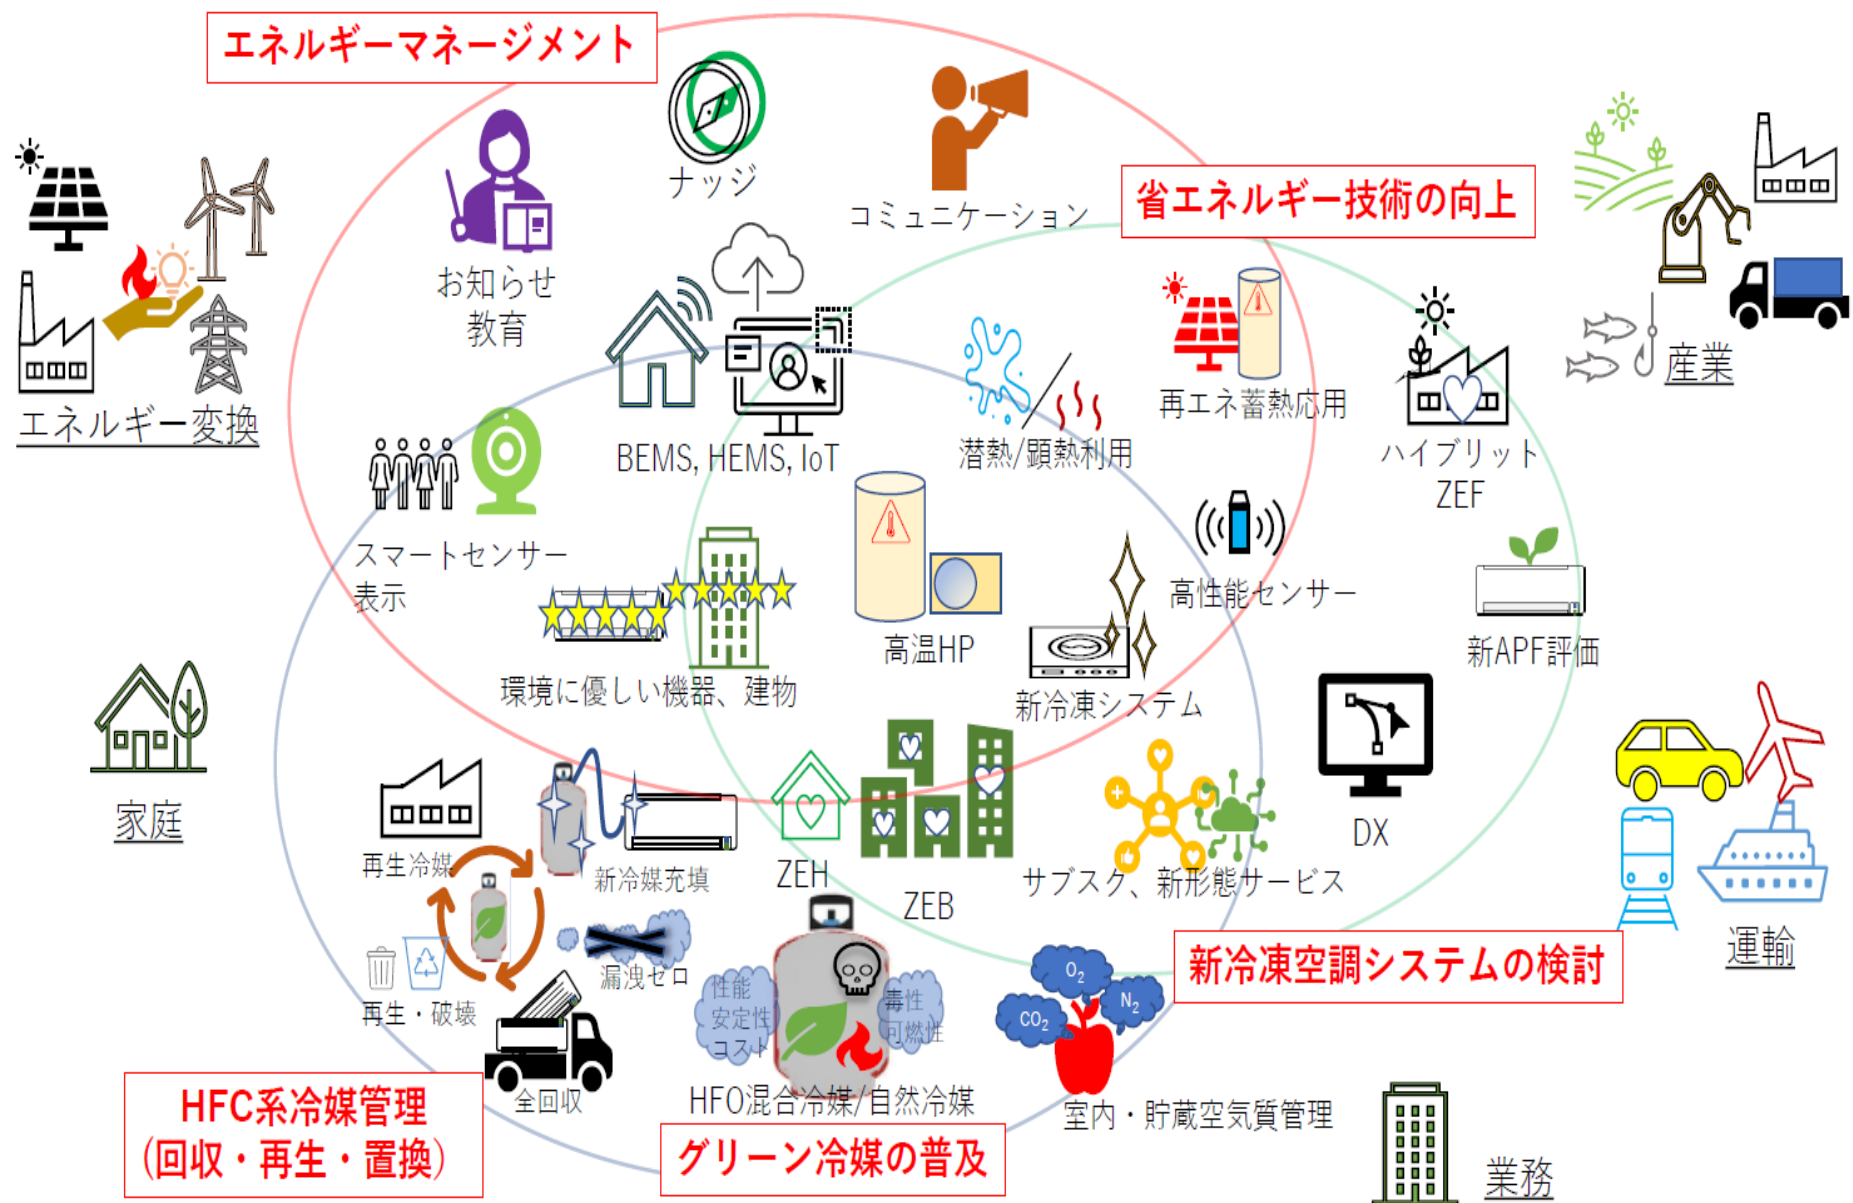 エネルギーマネージメント
ナッジ
コミュニケーション
省エネルギー技術の向上
お知らせ
教育
エネルギー変換
BEMS, HEMS, IoT
潜熱/顕熱利用
再エネ蓄熱応用
ハイブリット
ZEF
産業
スマートセンサー
表示
高温HP
高性能センサー
新APF評価
環境に優しい機器、建物
新冷凍システム
家庭
再生冷媒
新冷媒充填
ZEH
ZEB
サブスク、新形態サービス
DX
運輸
漏洩ゼロ
再生・破壊
全回収
性能
安定性
コスト
毒性
可燃性
O2
N2
CO2
新冷凍空調システムの検討
HFC系冷媒管理
(回収・再生・置換)
HFO混合冷媒/自然冷媒
グリーン冷媒の普及
室内・貯蔵空気質管理
業務